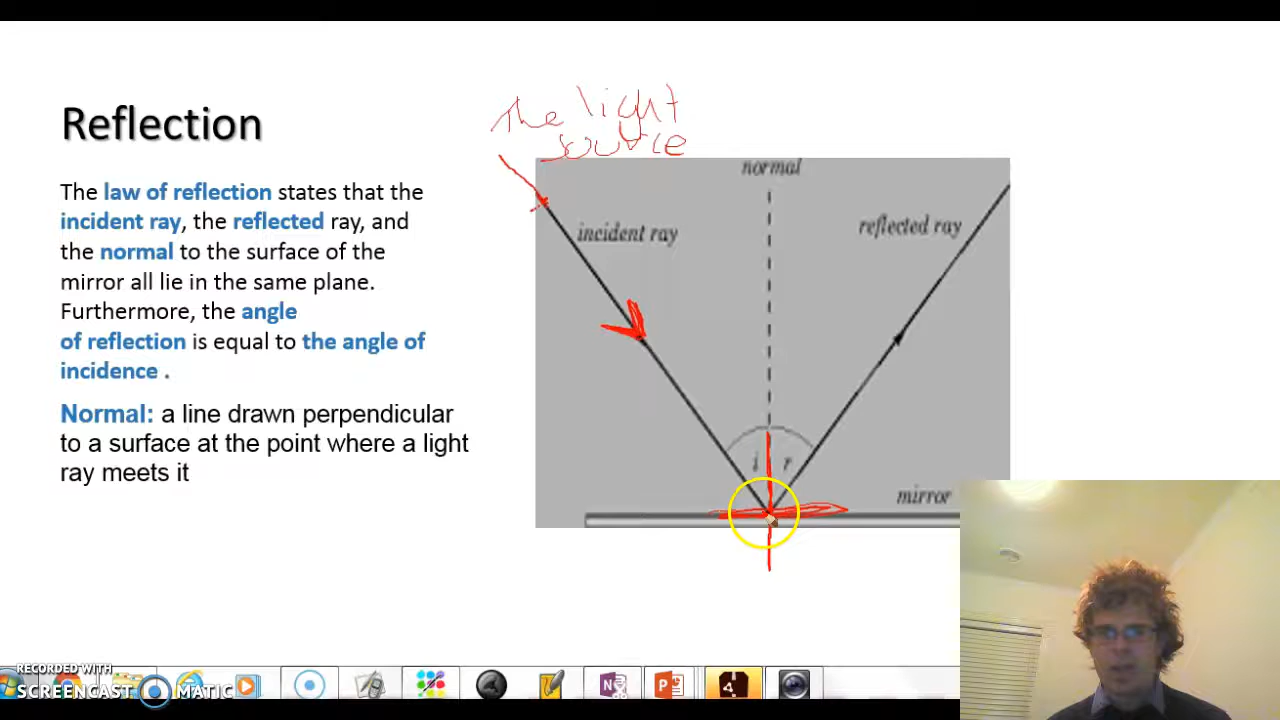 Reflection
The law of reflection states that the
incident ray, the reflected ray, and
the normal to the surface of the
mirror all lie in the same plane.
Furthermore, the angle
of reflection is equal to the angle of
incidence .
Normal: a line drawn perpendicular
to a surface at the point where a light
ray meets it
The light
source
normal
incident ray
reflected ray
i r
mirror
RECORDED WITH
SCREENCAST MATIC